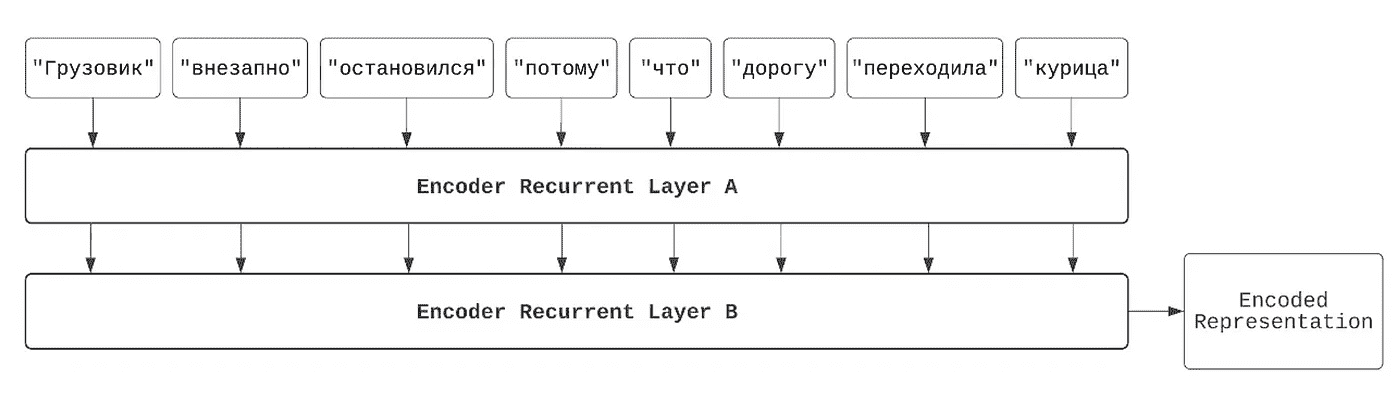 "Грузовик" "внезапно" "остановился" "потому" "что" "дорогу" "переходила" "курица"
Encoder Recurrent Layer A
Encoder Recurrent Layer B
Encoded
Representation